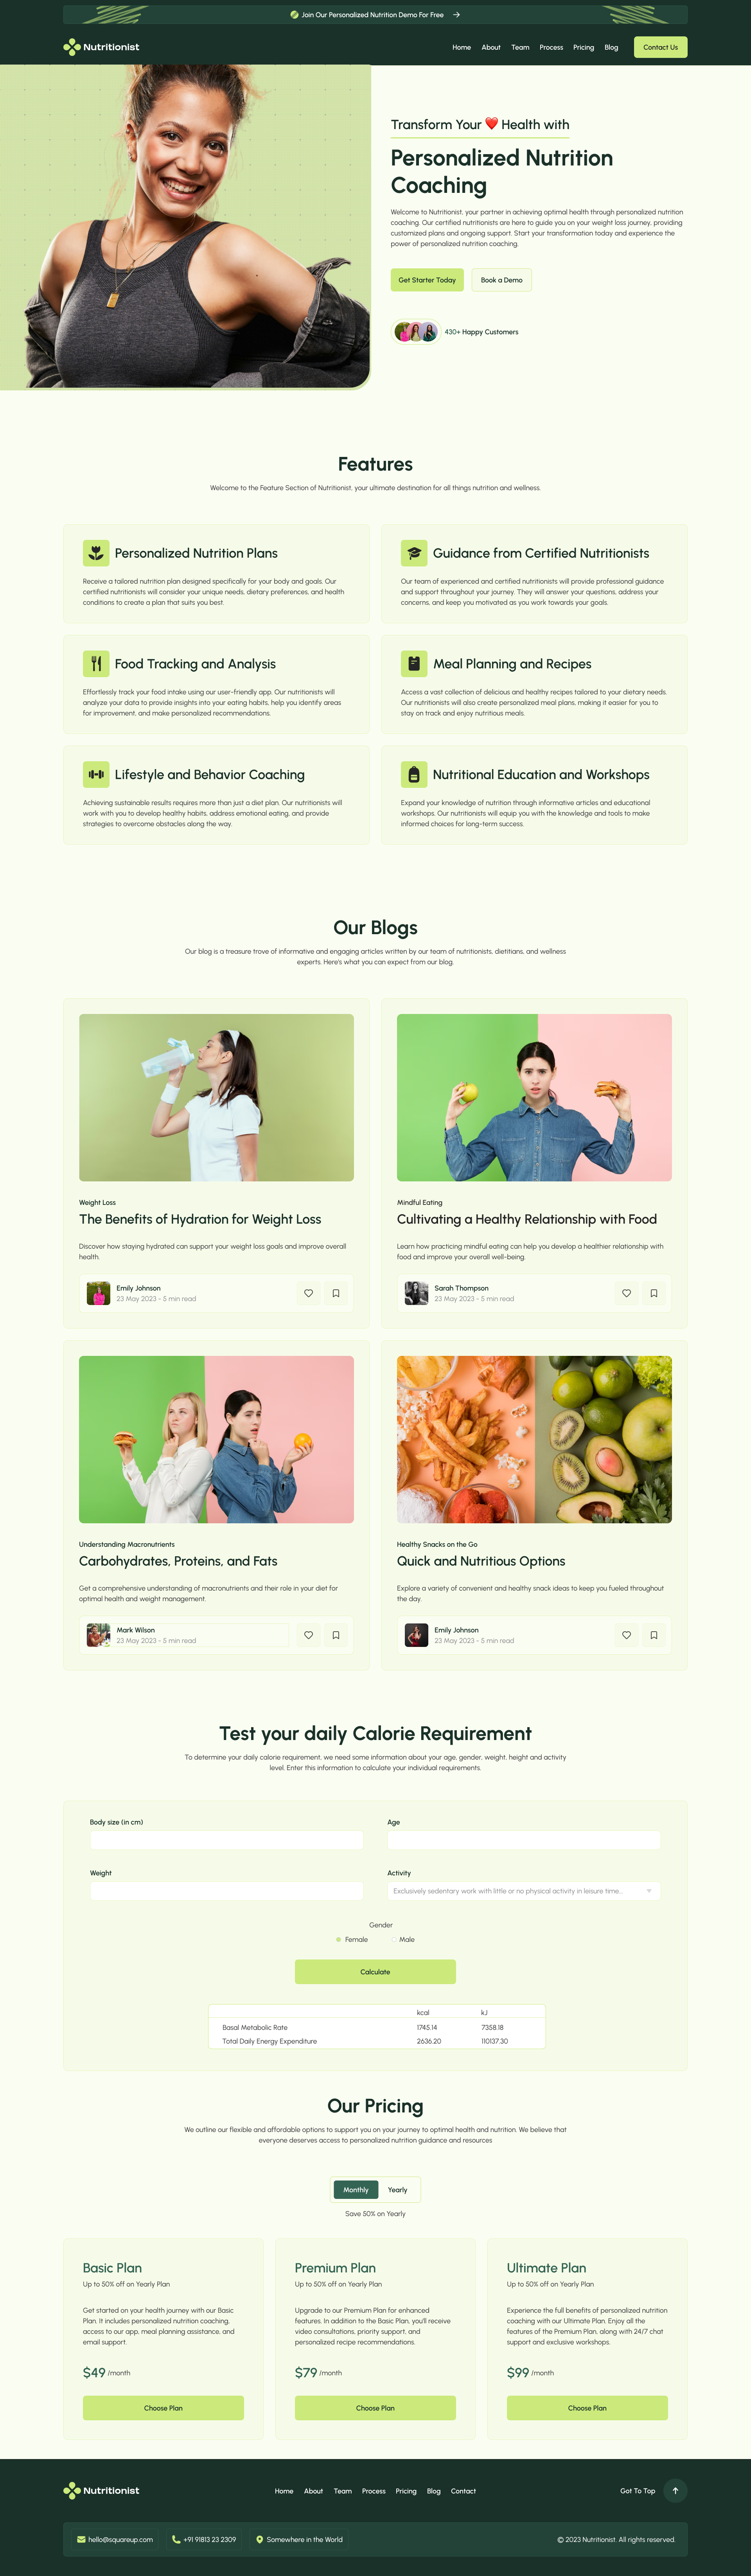 Join Our Personalized Nutrition Demo For Free
Nutritionist
Home About Team Process Pricing Blog Contact Us
Transform Your ❤️ Health with
Personalized Nutrition
Coaching
Welcome to Nutritionist, your partner in achieving optimal health through personalized nutrition
coaching. Our certified nutritionists are here to guide you on your weight loss journey, providing
customized plans and ongoing support. Start your transformation today and experience the
power of personalized nutrition coaching.
Get Starter Today Book a Demo
430+ Happy Customers
Features
Welcome to the Feature Section of Nutritionist, your ultimate destination for all things nutrition and wellness.
Personalized Nutrition Plans
Receive a tailored nutrition plan designed specifically for your body and goals. Our
certified nutritionists will consider your unique needs, dietary preferences, and health
conditions to create a plan that suits you best.
Guidance from Certified Nutritionists
Our team of experienced and certified nutritionists will provide professional guidance
and support throughout your journey. They will answer your questions, address your
concerns, and keep you motivated as you work towards your goals.
Food Tracking and Analysis
Effortlessly track your food intake using our user-friendly app. Our nutritionists will
analyze your data to provide insights into your eating habits, help you identify areas
for improvement, and make personalized recommendations.
Meal Planning and Recipes
Access a vast collection of delicious and healthy recipes tailored to your dietary needes.
Our nutritionists will also create personalized meal plans, making it easier for you to
stay on track and enjoy nutritious meals.
Lifestyle and Behavior Coaching
Achieving sustainable results requires more than just a diet plan. Our nutritionists will
work with you to develop healthy habits, address emotional eating, and provide
strategies to overcome obstacles along the way.
Nutritional Education and Workshops
Expand your knowledge of nutrition through informative articles and educational
workshops. Our nutritionists will equip you with the knowledge and tools to make
informed choices for long-term success.
Our Blogs
Our blog is a treasure trove of informative and engaging articles written by our team of nutritionists, dietitians, and wellness
experts. Here's what you can expect from our blog.
Weight Loss
The Benefits of Hydration for Weight Loss
Discover how staying hydrated can support your weight loss goals and improve overall
health.
Emily Johnson
23 May 2023 - 5 min read
Mindful Eating
Cultivating a Healthy Relationship with Food
Learn how practicing mindful eating can help you develop a healthier relationship with
food and improve your overall well-being.
Sarah Thompson
23 May 2023 - 5 min read
Understanding Macronutrients
Carbohydrates, Proteins, and Fats
Get a comprehensive understanding of macronutrients and their role in your diet for
optimal health and weight management.
Mark Wilson
23 May 2023 - 5 min read
Healthy Snacks on the Go
Quick and Nutritious Options
Explore a variety of convenient and healthy snack ideas to keep you fueled throughout
the day.
Emily Johnson
23 May 2023 - 5 min read
Test your daily Calorie Requirement
To determine your daily calorie requirement, we need some information about your age, gender, weight, height and activity
level. Enter this information to calculate your individual requirements.
Body size (in cm)
Age
Weight
Activity
Exclusively sedentary work with little or no physical activity in leisure time...
Gender
Female Male
Calculate
kcal kJ
Basal Metabolic Rate 1745.14 7358.18
Total Daily Energy Expenditure 2636.20 110137.30
Our Pricing
We outline our flexible and affordable options to support you on your journey to optimal health and nutrition. We believe that
everyone deserves access to personalized nutrition guidance and resources
Monthly Yearly
Save 50% on Yearly
Basic Plan
Up to 50% off on Yearly Plan
Get started on your health journey with our Basic
Plan. It includes personalized nutrition coaching,
access to our app, meal planning assistance, and
email support.
$49 /month
Choose Plan
Premium Plan
Up to 50% off on Yearly Plan
Upgrade to our Premium Plan for enhanced
features. In addition to the Basic Plan, you'll receive
video consultations, priority support, and
personalized recipe recommendations.
$79 /month
Choose Plan
Ultimate Plan
Up to 50% off on Yearly Plan
Experience the full benefits of personalized nutrition
coaching with our Ultimate Plan. Enjoy all the
features of the Premium Plan, along with 24/7 chat
support and exclusive workshops.
$99 /month
Choose Plan
Nutritionist
Home About Team Process Pricing Blog Contact
Got To Top
hello@squareup.com +91 91813 23 2309 Somewhere in the World
© 2023 Nutritionist. All rights reserved.